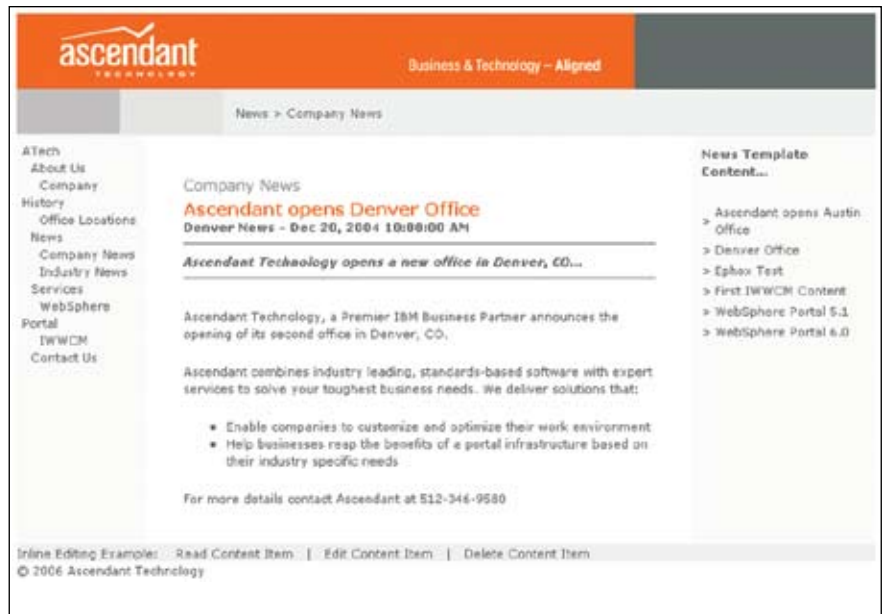 ascendant
TECHNOLOGY
Business & Technology – Aligned
News > Company News
ATech
About Us
Company
History
Office Locations
News
Company News
Industry News
Services
WebSphere
Portal
IWWCM
Contact Us
Company News
Ascendant opens Denver Office
Denver News - Dec 20, 2004 10:00:00 AM
Ascendant Technology opens a new office in Denver, CO...
Ascendant Technology, a Premier IBM Business Partner announces the
opening of its second office in Denver, CO.
Ascendant combines industry leading, standards-based software with expert
services to solve your toughest business needs. We deliver solutions that:
• Enable companies to customize and optimize their work environment
• Help businesses reap the benefits of a portal infrastructure based on
their industry specific needs
For more details contact Ascendant at 512-346-9580
News Template
Content...
> Ascendant opens Austin
Office
> Denver Office
> Ephox Test
> First IWWCM Content
> WebSphere Portal 5.1
> WebSphere Portal 6.0
Inline Editing Example: Read Content Item | Edit Content Item | Delete Content Item
© 2006 Ascendant Technology